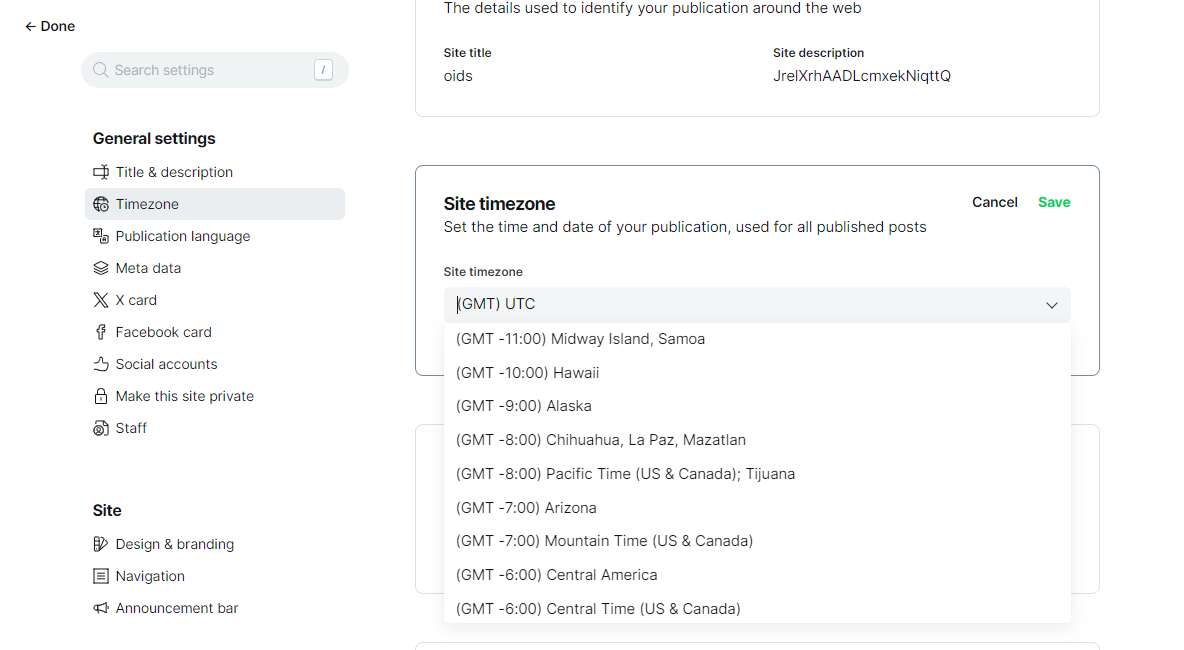 ← Done
Search settings
/
General settings
Title & description
Timezone
Publication language
Meta data
X card
Facebook card
Social accounts
Make this site private
Staff
Site
Design & branding
Navigation
Announcement bar
The details used to identify your publication around the web
Site title
Site description
oids
JrelXrhAADLcmxekNiqttQ
Site timezone
Cancel
Save
Set the time and date of your publication, used for all published posts
Site timezone
(GMT) UTC
(GMT -11:00) Midway Island, Samoa
(GMT -10:00) Hawaii
(GMT -9:00) Alaska
(GMT -8:00) Chihuahua, La Paz, Mazatlan
(GMT -8:00) Pacific Time (US & Canada); Tijuana
(GMT -7:00) Arizona
(GMT -7:00) Mountain Time (US & Canada)
(GMT -6:00) Central America
(GMT -6:00) Central Time (US & Canada)